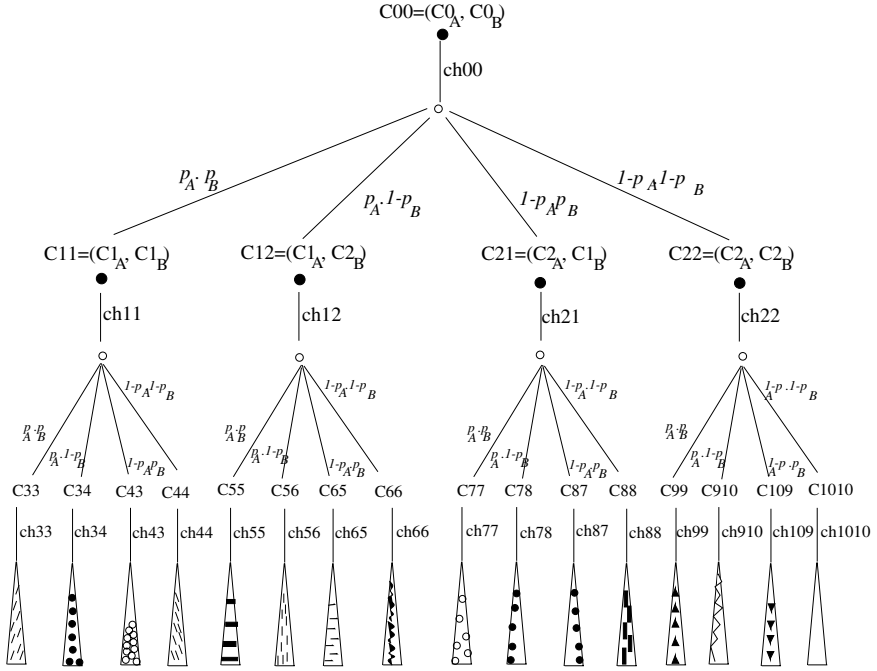 C00=(C0A, C0B)
ch00
pA. pB
pA.1-pB
1-pApB
1-pA1-pB
C11=(C1A, C1B) C12=(C1A, C2B) C21=(C2A, C1B) C22=(C2A, C2B)
ch11 ch12 ch21 ch22
1-pA1-pB 1-pA.1-pB 1-pA.1-pB 1-pA.1-pB
pA.pB pA.pB pA.pB pA.pB
pA.1-pB pA.1-pB pA.1-pB pA.1-pB
1-pApB 1-pApB 1-pApB 1-pA.pB
C33 C34 C43 C44 C55 C56 C65 C66 C77 C78 C87 C88 C99 C910 C109 C1010
ch33 ch34 ch43 ch44 ch55 ch56 ch65 ch66 ch77 ch78 ch87 ch88 ch99 ch910 ch109 ch1010